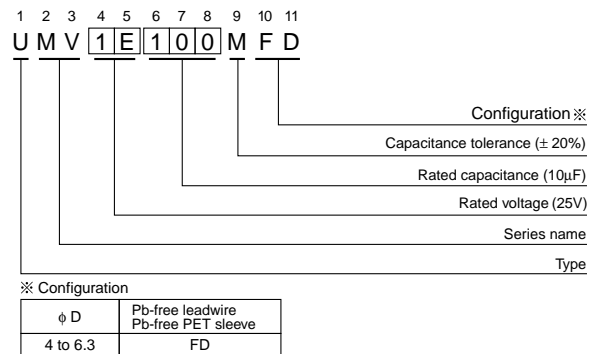 1 2 3 4 5 6 7 8 9 10 11
U M V 1 E 1 0 0 M F D
Configuration ※
Capacitance tolerance (± 20%)
Rated capacitance (10µF)
Rated voltage (25V)
Series name
Type
※ Configuration
ϕ D
Pb-free leadwire
Pb-free PET sleeve
4 to 6.3
FD